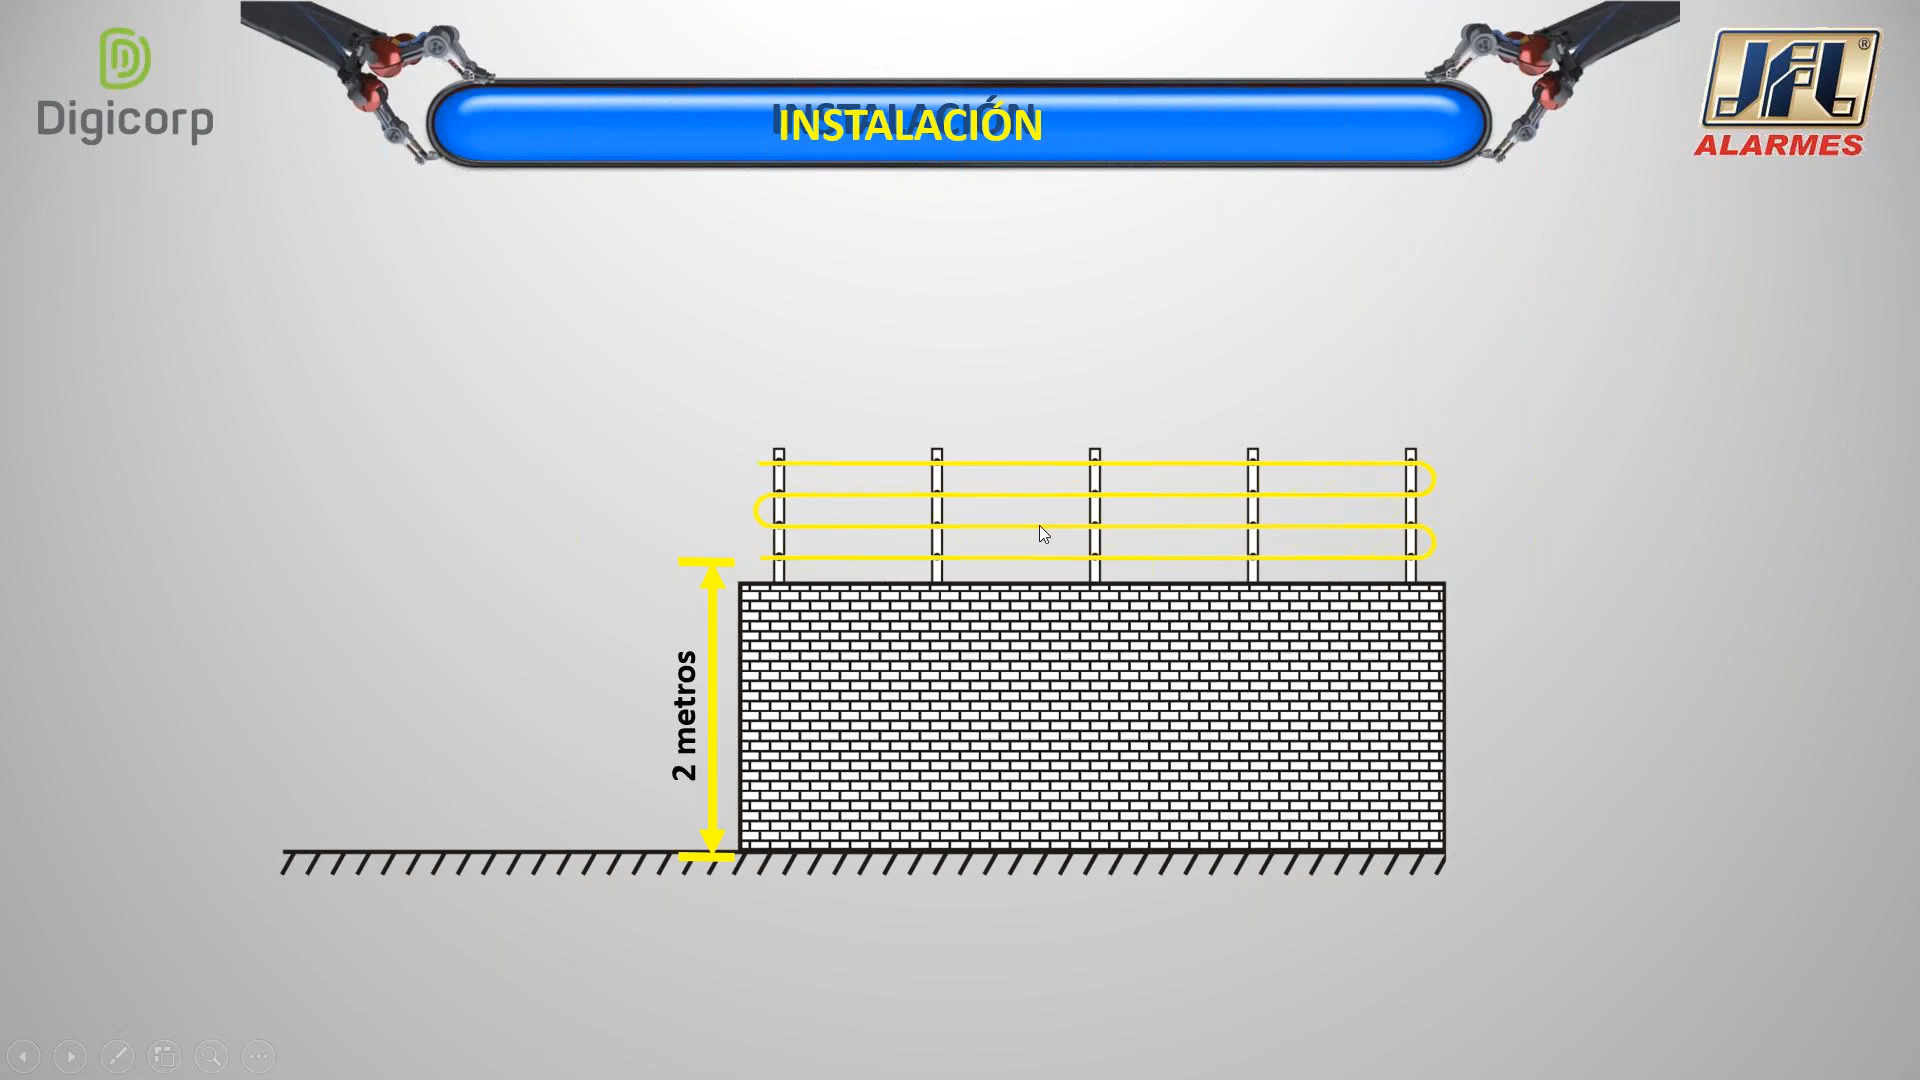 Digicorp
INSTALACIÓN
JFL
®
ALARMES
2 metros